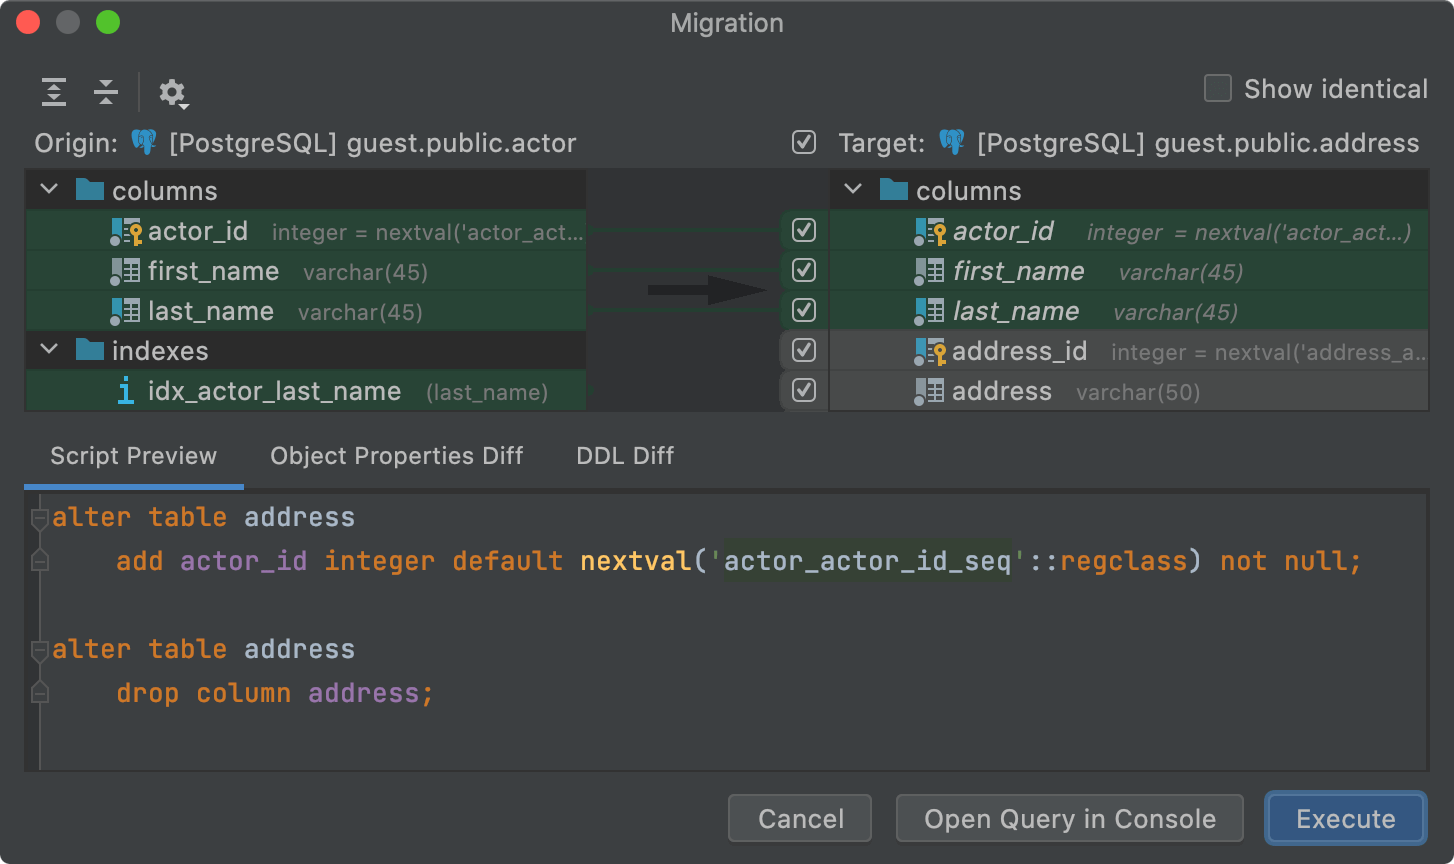 Migration
Show identical
Origin: [PostgreSQL] guest.public.actor
Target: [PostgreSQL] guest.public.address
columns
actor_id integer = nextval('actor_act...
first_name varchar(45)
last_name varchar(45)
indexes
idx_actor_last_name (last_name)
columns
actor_id integer = nextval('actor_act...)
first_name varchar(45)
last_name varchar(45)
address_id integer = nextval('address_a...
address varchar(50)
Script Preview Object Properties Diff DDL Diff
alter table address
add actor_id integer default nextval('actor_actor_id_seq'::regclass) not null;
alter table address
drop column address;
Cancel Open Query in Console Execute